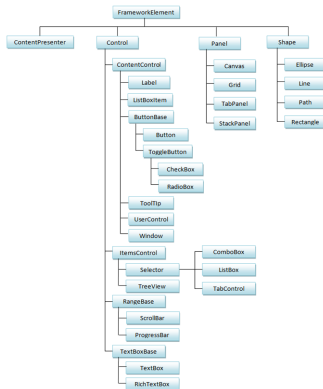 FrameworkElement
ContentPresenter
Control
Panel
Shape
ContentControl
Label
ListBoxItem
ButtonBase
Button
ToggleButton
CheckBox
RadioBox
ToolTip
UserControl
Window
ItemsControl
Selector
TreeView
ComboBox
ListBox
TabControl
RangeBase
ScrollBar
ProgressBar
TextBoxBase
TextBox
RichTextBox
Canvas
Grid
TabPanel
StackPanel
Ellipse
Line
Path
Rectangle